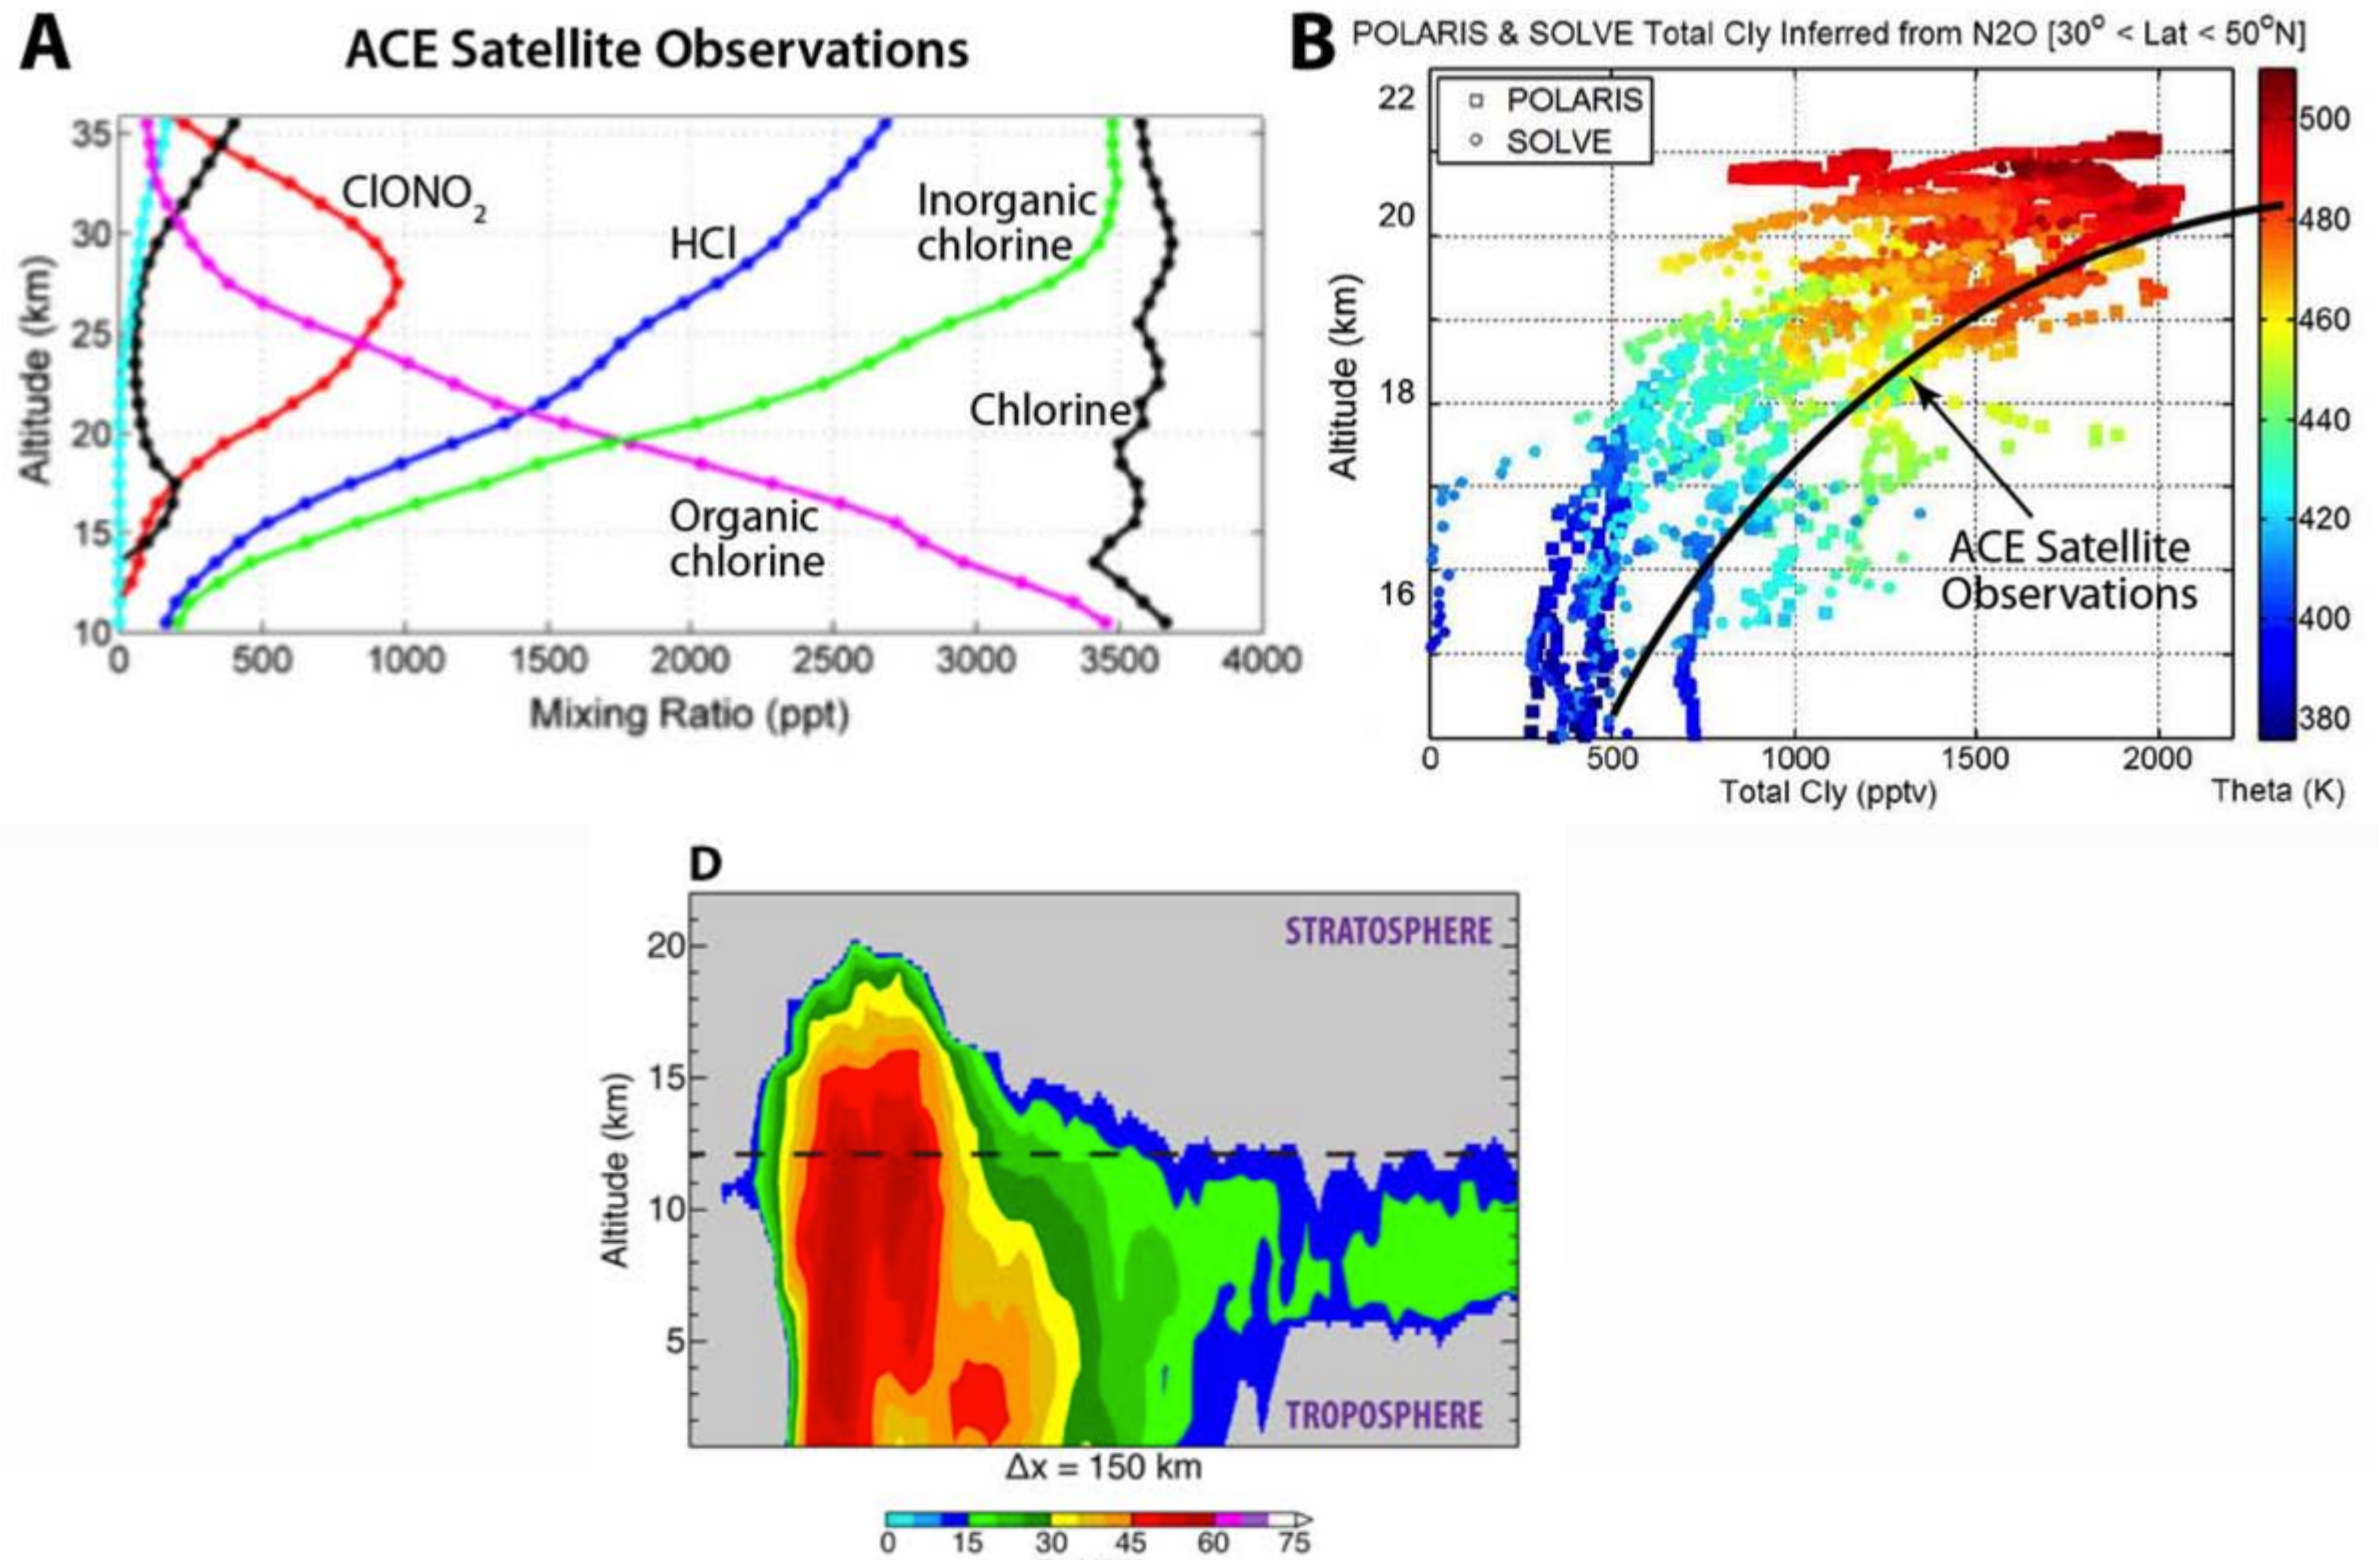 A
ACE Satellite Observations
35
30
25
20
15
10
Altitude (km)
ClONO2
HCl
Inorganic
chlorine
Chlorine
Organic
chlorine
0 500 1000 1500 2000 2500 3000 3500 4000
Mixing Ratio (ppt)
B
POLARIS & SOLVE Total Cly Inferred from N2O [30° < Lat < 50°N]
POLARIS
SOLVE
22
20
18
16
Altitude (km)
ACE Satellite
Observations
0 500 1000 1500 2000
Total Cly (pptv)
500
480
460
440
420
400
380
Theta (K)
D
STRATOSPHERE
20
15
10
5
Altitude (km)
TROPOSPHERE
Δx = 150 km
0 15 30 45 60 75